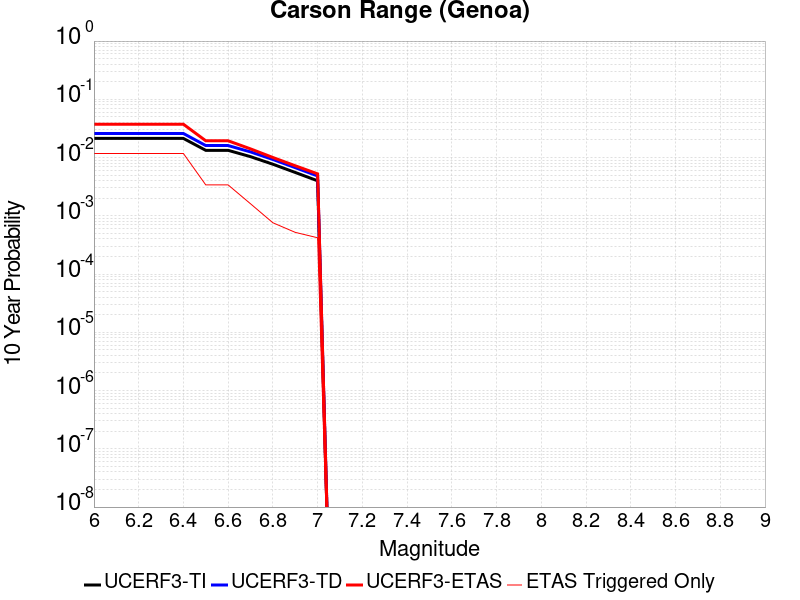 Carson Range (Genoa)
10 0
10 -1
10 -2
10 -3
10 -4
10 -5
10 -6
10 -7
10 -8
10 Year Probability
6 6.2 6.4 6.6 6.8 7 7.2 7.4 7.6 7.8 8 8.2 8.4 8.6 8.8 9
Magnitude
UCERF3-TI UCERF3-TD UCERF3-ETAS ETAS Triggered Only